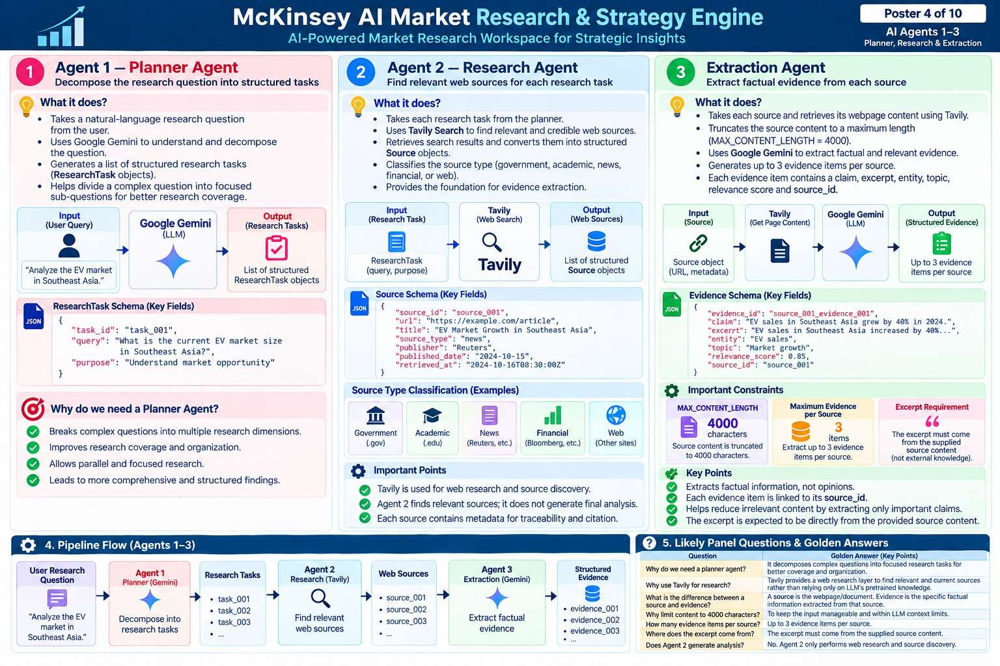 McKinsey AI Market Research & Strategy Engine
AI-Powered Market Research Workspace for Strategic Insights
Poster 4 of 10
AI Agents 1–3
Planner, Research & Extraction
1
Agent 1 – Planner Agent
Decompose the research question into structured tasks
What it does?
• Takes a natural-language research question
from the user.
• Uses Google Gemini to understand and decompose
the question.
• Generates a list of structured research tasks
(ResearchTask objects).
• Helps divide a complex question into focused
sub-questions for better research coverage.
Input
(User Query)
"Analyze the EV market
in Southeast Asia."
Google Gemini
(LLM)
Output
(Research Tasks)
List of structured
ResearchTask objects
JSON
ResearchTask Schema (Key Fields)
{
"task_id": "task_001",
"query": "What is the current EV market size
in Southeast Asia?",
"purpose": "Understand market opportunity"
}
Why do we need a Planner Agent?
Breaks complex questions into multiple research dimensions.
Improves research coverage and organization.
Allows parallel and focused research.
Leads to more comprehensive and structured findings.
2
Agent 2 – Research Agent
Find relevant web sources for each research task
What it does?
• Takes each research task from the planner.
• Uses Tavily Search to find relevant and credible web sources.
• Retrieves search results and converts them into structured
Source objects.
• Classifies the source type (government, academic, news,
financial, or web).
• Provides the foundation for evidence extraction.
Input
(Research Task)
ResearchTask
(query, purpose)
Tavily
(Web Search)
Tavily
Output
(Web Sources)
List of structured
Source objects
JSON
Source Schema (Key Fields)
{
"source_id": "source_001",
"url": "https://example.com/article",
"title": "EV Market Growth in Southeast Asia",
"source_type": "news",
"publisher": "Reuters",
"published_date": "2024-10-15",
"retrieved_at": "2024-10-16T08:30:00Z"
}
Source Type Classification (Examples)
Government
(.gov)
Academic
(.edu)
News
(Reuters, etc.)
Financial
(Bloomberg, etc.)
Web
(Other sites)
Important Points
Tavily is used for web research and source discovery.
Agent 2 finds relevant sources; it does not generate final analysis.
Each source contains metadata for traceability and citation.
3
Extraction Agent
Extract factual evidence from each source
What it does?
• Takes each source and retrieves its webpage content using Tavily.
• Truncates the source content to a maximum length
(MAX_CONTENT_LENGTH = 4000).
• Uses Google Gemini to extract factual and relevant evidence.
• Generates up to 3 evidence items per source.
• Each evidence item contains a claim, excerpt, entity, topic,
relevance score and source_id.
Input
(Source)
Source object
(URL, metadata)
Tavily
(Get Page Content)
Google Gemini
(LLM)
Output
(Structured Evidence)
Up to 3 evidence
items per source
JSON
Evidence Schema (Key Fields)
{
"evidence_id": "source_001_evidence_001",
"claim": "EV sales in Southeast Asia grew by 40% in 2024.",
"excerpt": "EV sales in Southeast Asia increased by 40%...",
"entity": "EV sales",
"topic": "Market growth",
"relevance_score": 0.85,
"source_id": "source_001"
}
Important Constraints
MAX_CONTENT_LENGTH
4000
characters
Source content is truncated
to 4000 characters.
Maximum Evidence
per Source
3
items
Extract up to 3 evidence
items per source.
Excerpt Requirement
“
The excerpt must come
from the supplied
source content
(not external knowledge).
Key Points
Extracts factual information, not opinions.
Each evidence item is linked to its source_id.
Helps reduce irrelevant content by extracting only important claims.
The excerpt is expected to be directly from the provided source content.
4. Pipeline Flow (Agents 1–3)
User Research
Question
"Analyze the EV
market in
Southeast Asia."
Agent 1
Planner (Gemini)
Decompose into
research tasks
Research Tasks
• task_001
• task_002
• task_003
• ...
Agent 2
Research (Tavily)
Find relevant
web sources
Web Sources
• source_001
• source_002
• source_003
• ...
Agent 3
Extraction (Gemini)
Extract factual
evidence
Structured
Evidence
• evidence_001
• evidence_002
• evidence_003
• ...
?
5. Likely Panel Questions & Golden Answers
Question
Golden Answer (Key Points)
Why do we need a planner agent?
It decomposes complex questions into focused research tasks for
better coverage and organization.
Why use Tavily for research?
Tavily provides a web research layer to find relevant and current sources
rather than relying only on LLM's pretrained knowledge.
What is the difference between a
source and evidence?
A source is the webpage/document. Evidence is the specific factual
information extracted from that source.
Why limit content to 4000 characters?
To keep the input manageable and within LLM context limits.
How many evidence items per source?
Up to 3 evidence items per source.
Where does the excerpt come from?
The excerpt must come from the supplied source content.
Does Agent 2 generate analysis?
No. Agent 2 only performs web research and source discovery.